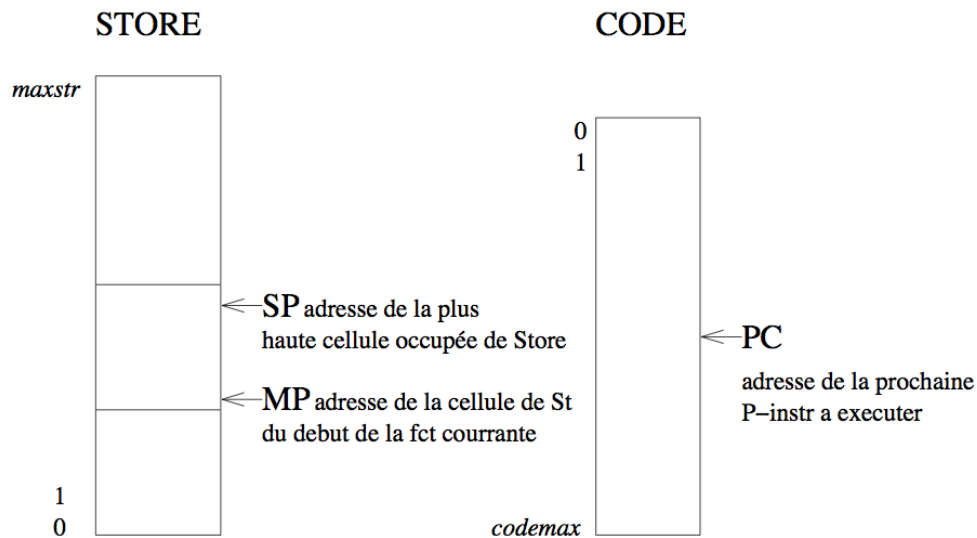 STORE
maxstr
SP adresse de la plus
haute cellule occupée de Store
MP adresse de la cellule de St
du debut de la fct courrante
1
0
CODE
0
1
PC
adresse de la prochaine
P-instr a executer
codemax